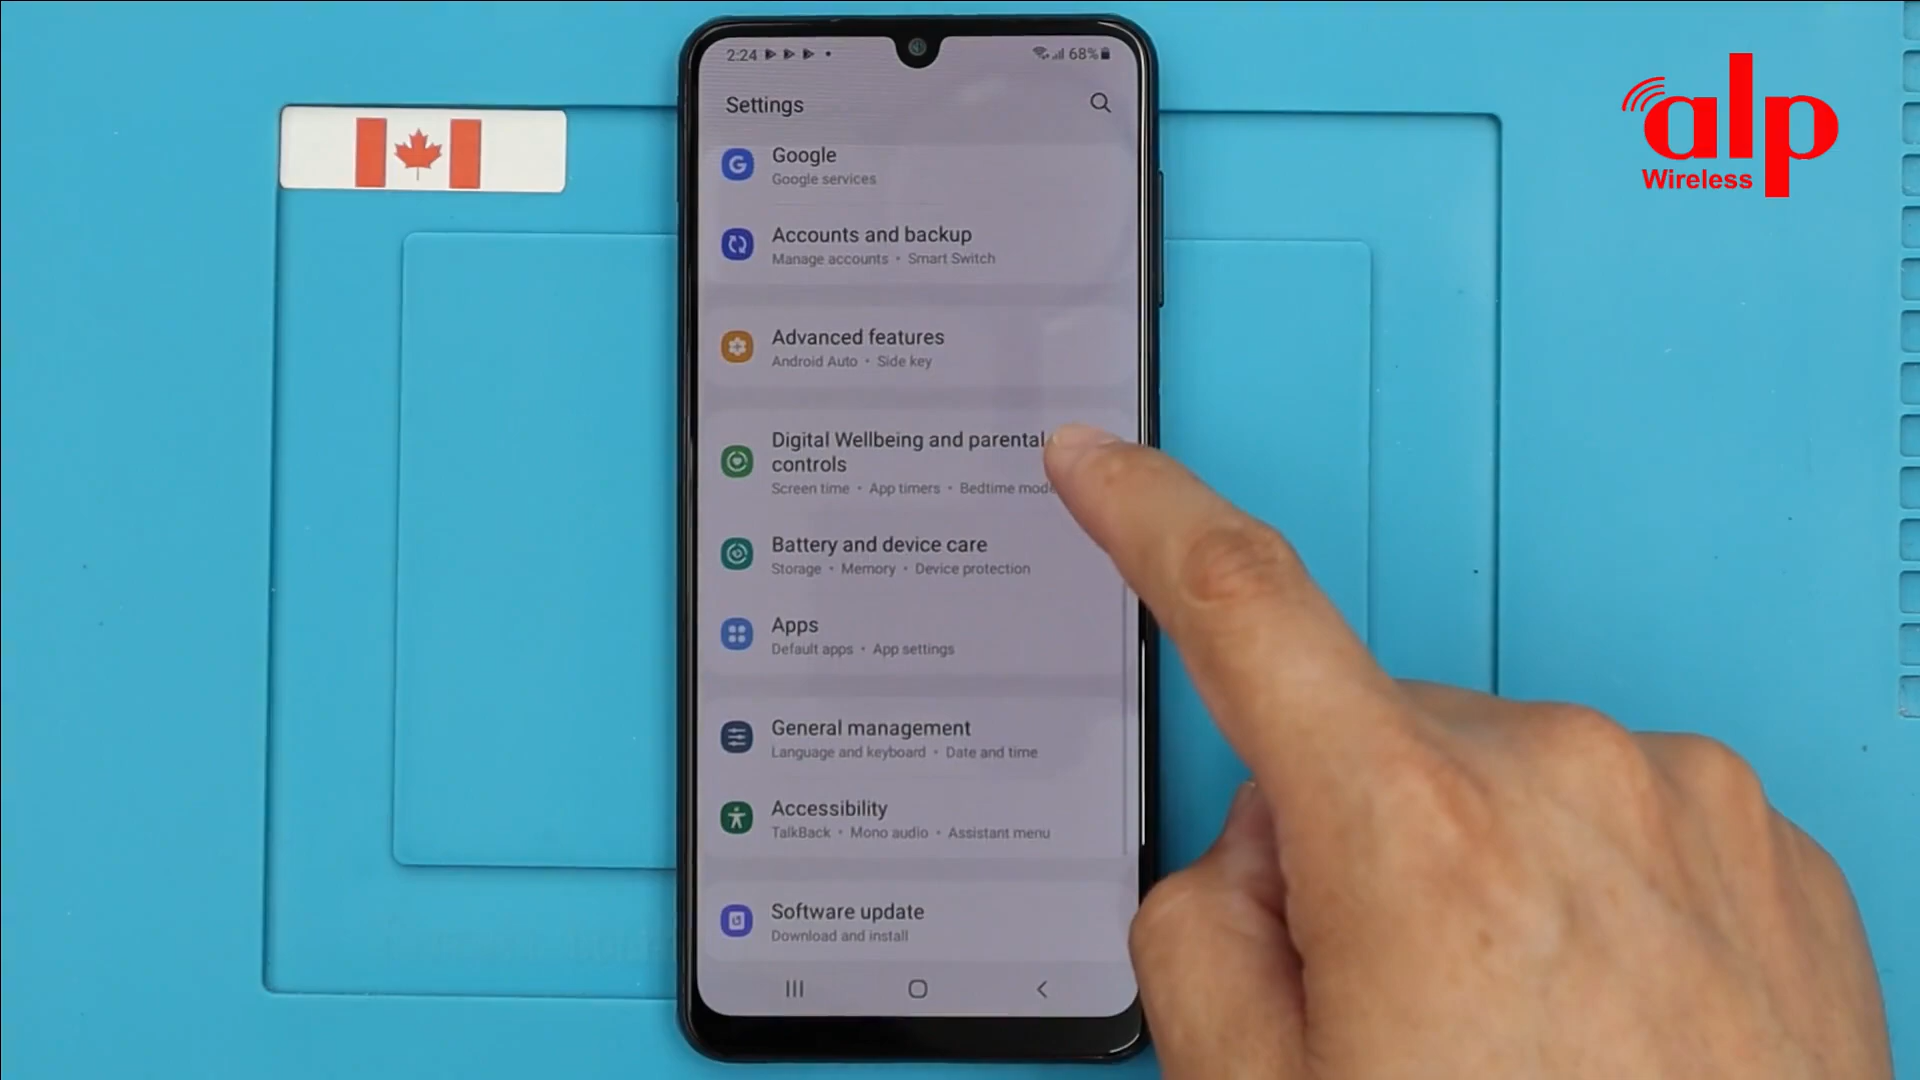 2:24
68%
alp
Wireless
Settings
Google
Google services
Accounts and backup
Manage accounts • Smart Switch
Advanced features
Android Auto • Side key
Digital Wellbeing and parental
controls
Screen time • App timers • Bedtime mode
Battery and device care
Storage • Memory • Device protection
Apps
Default apps • App settings
General management
Language and keyboard • Date and time
Accessibility
TalkBack • Mono audio • Assistant menu
Software update
Download and install